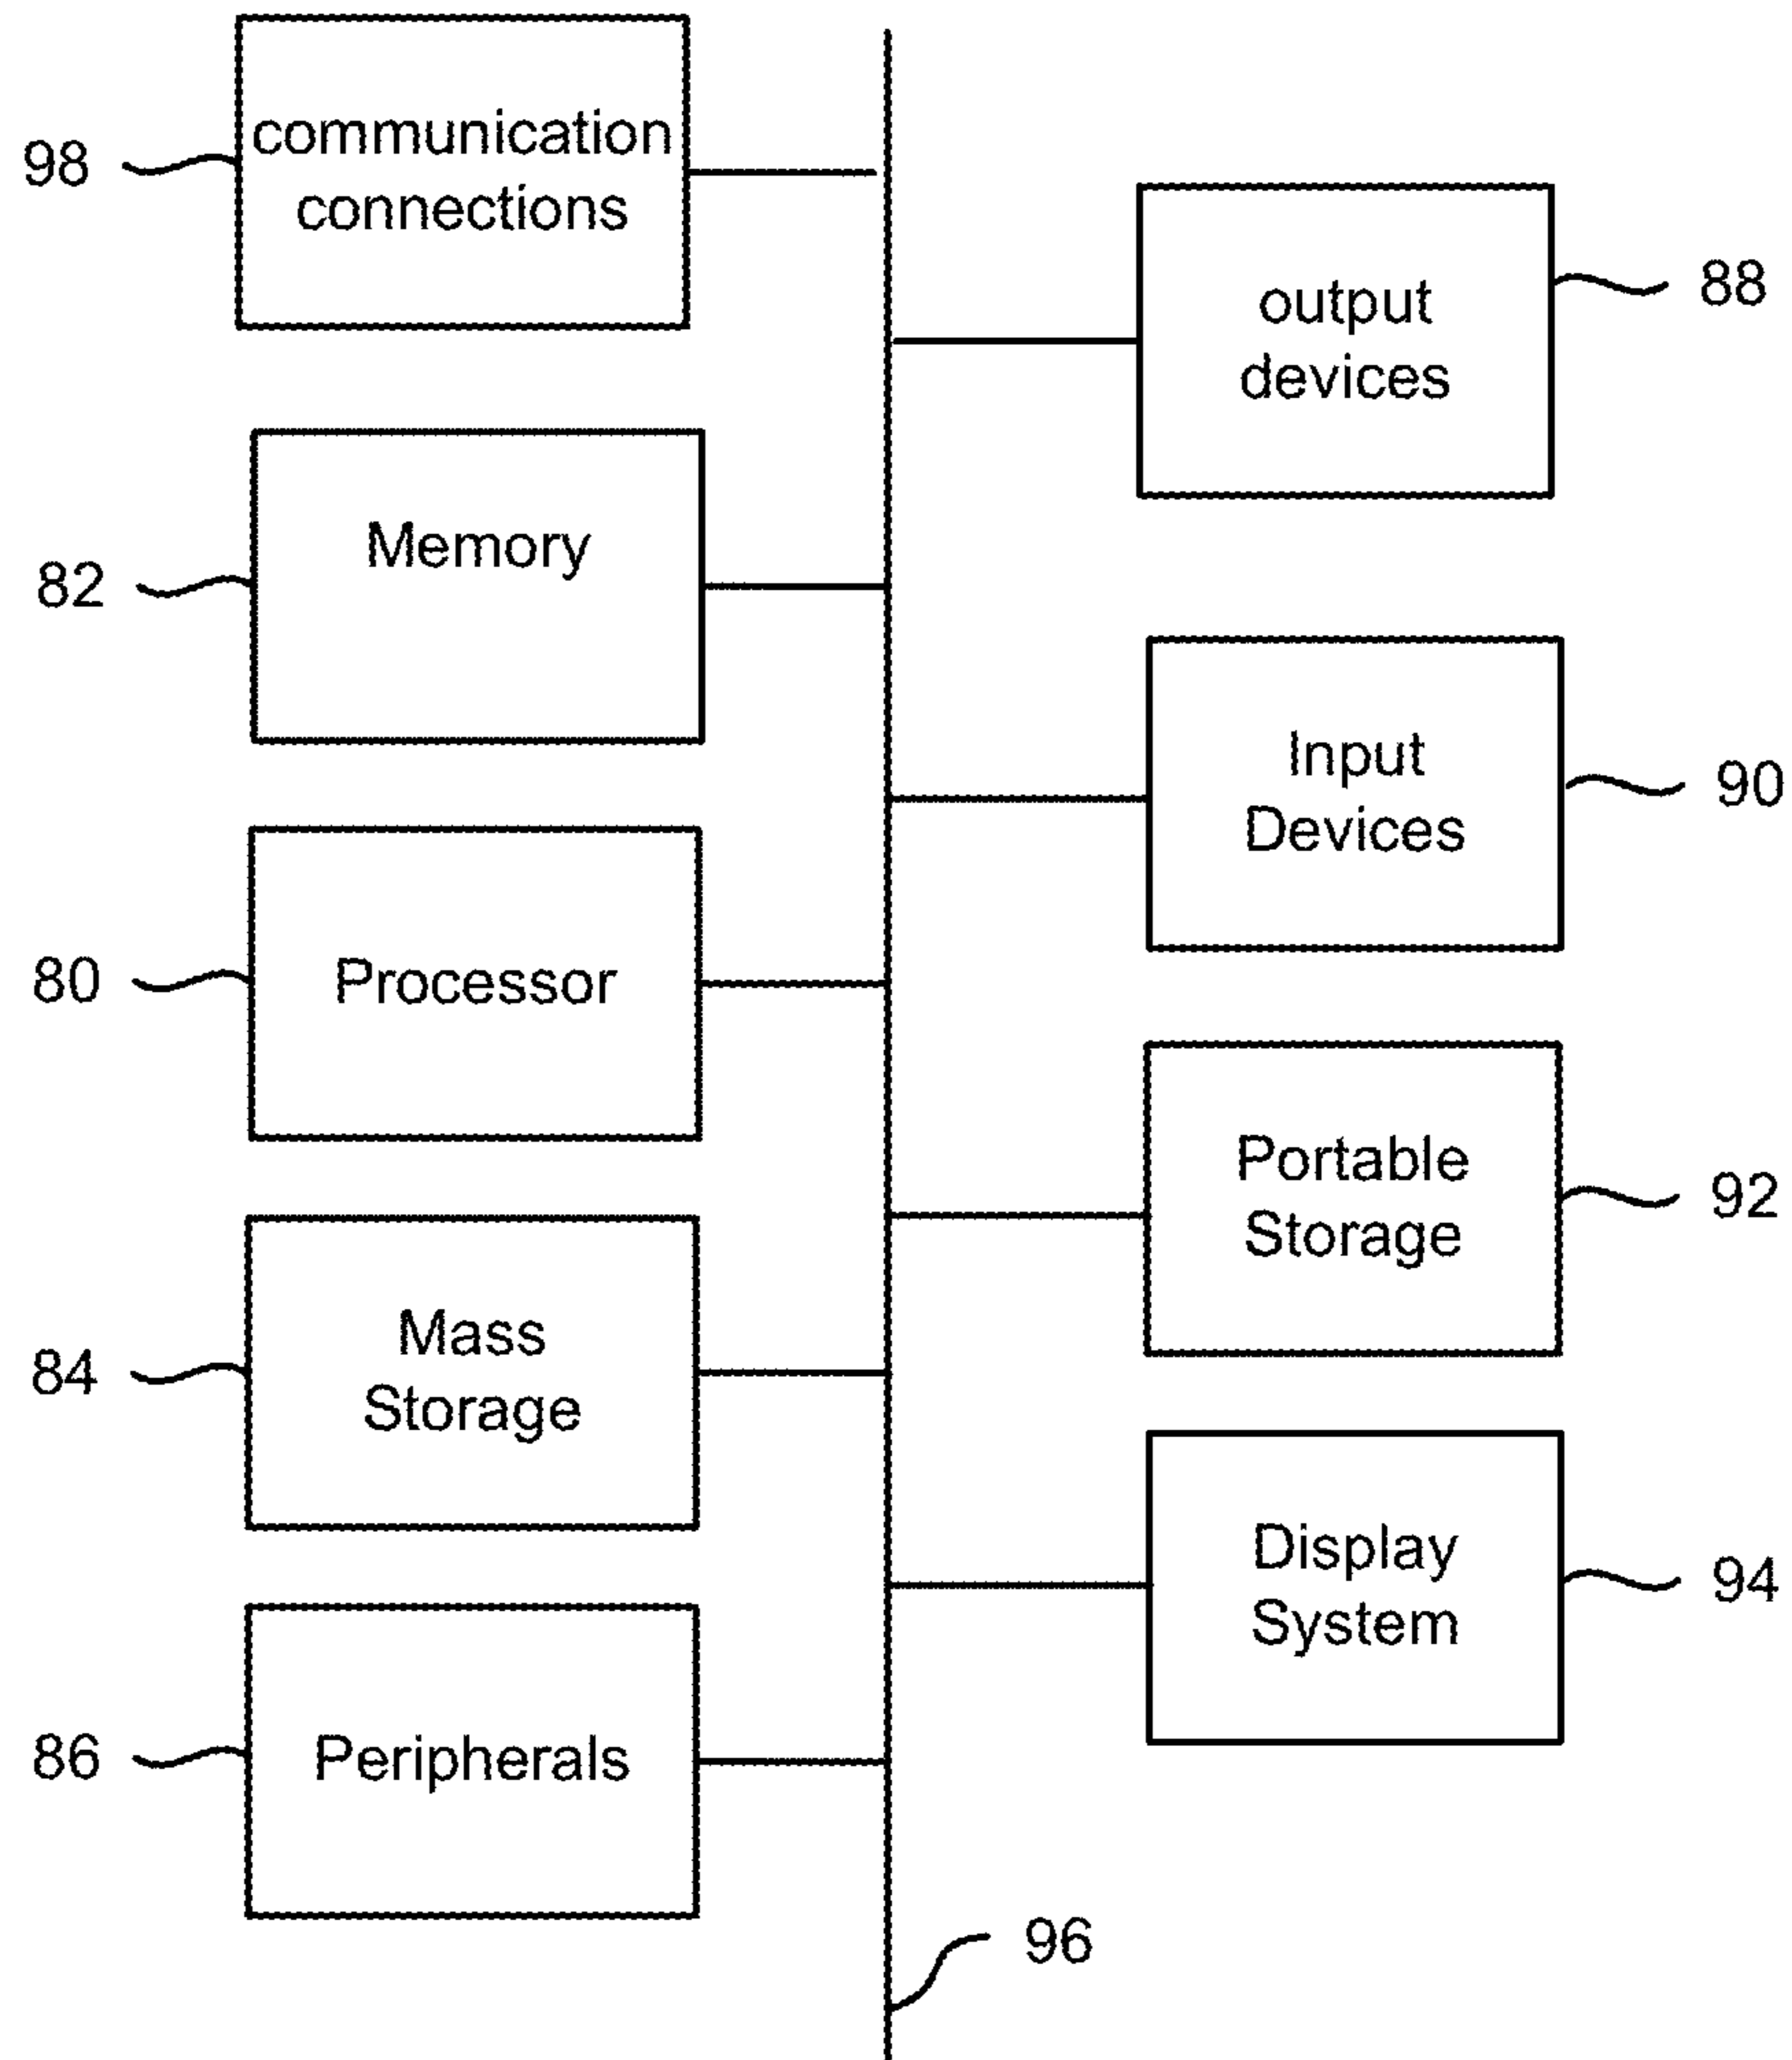 98
communication
connections
output
devices
88
Memory
82
Input
Devices
90
Processor
80
Portable
Storage
92
Mass
Storage
84
Display
System
94
Peripherals
86
96